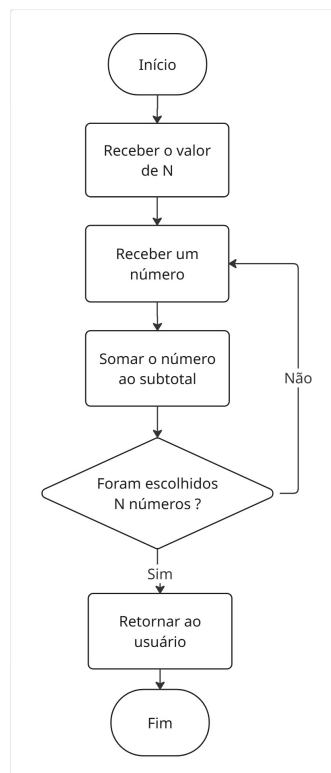 Início
Receber o valor
de N
Receber um
número
Somar o número
ao subtotal
Não
Foram escolhidos
N números ?
Sim
Retornar ao
usuário
Fim